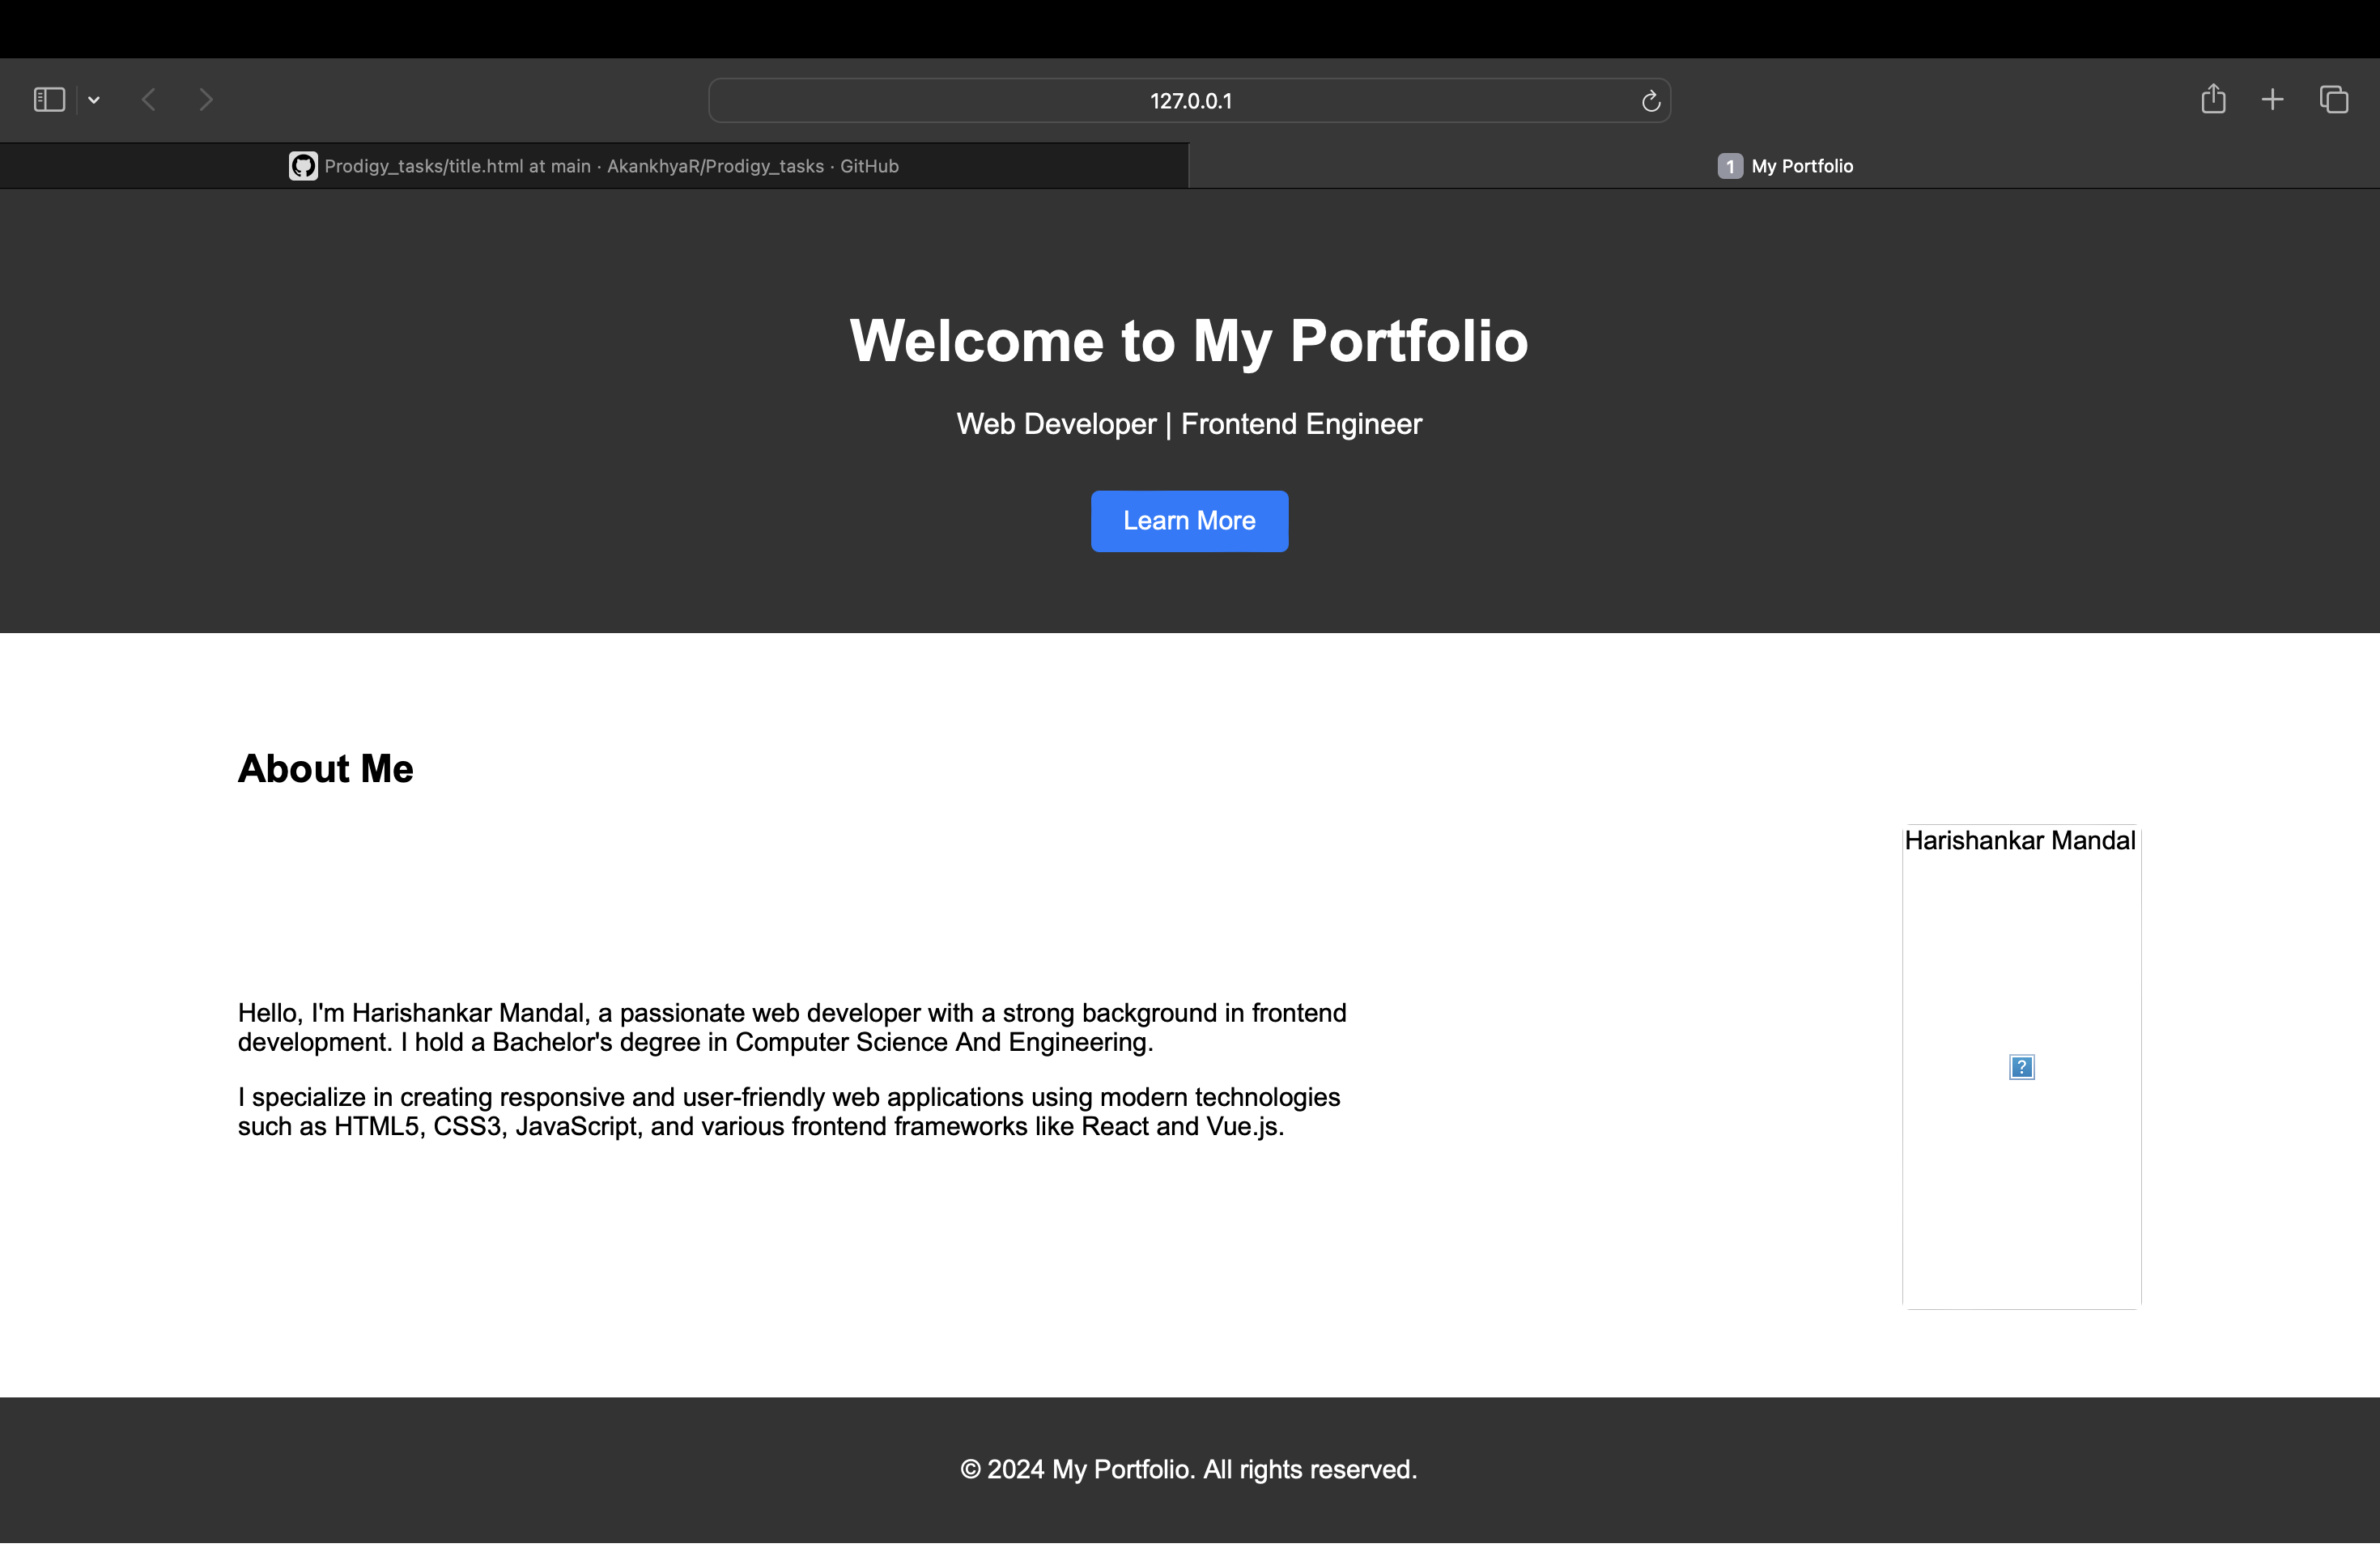 127.0.0.1
Prodigy_tasks/title.html at main · AkankhyaR/Prodigy_tasks · GitHub
1 My Portfolio
Welcome to My Portfolio
Web Developer | Frontend Engineer
Learn More
About Me
Harishankar Mandal
Hello, I'm Harishankar Mandal, a passionate web developer with a strong background in frontend
development. I hold a Bachelor's degree in Computer Science And Engineering.
I specialize in creating responsive and user-friendly web applications using modern technologies
such as HTML5, CSS3, JavaScript, and various frontend frameworks like React and Vue.js.
?
© 2024 My Portfolio. All rights reserved.